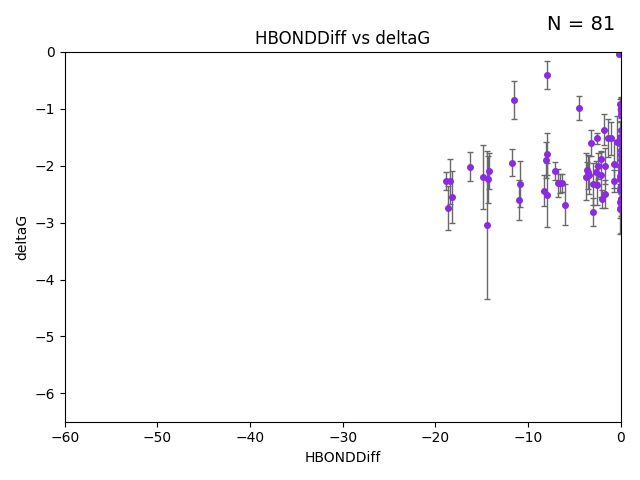 N = 81
HBONDDiff vs deltaG
0
−1
−2
−3
−4
−5
−6
deltaG
−60 −50 −40 −30 −20 −10 0
HBONDDiff